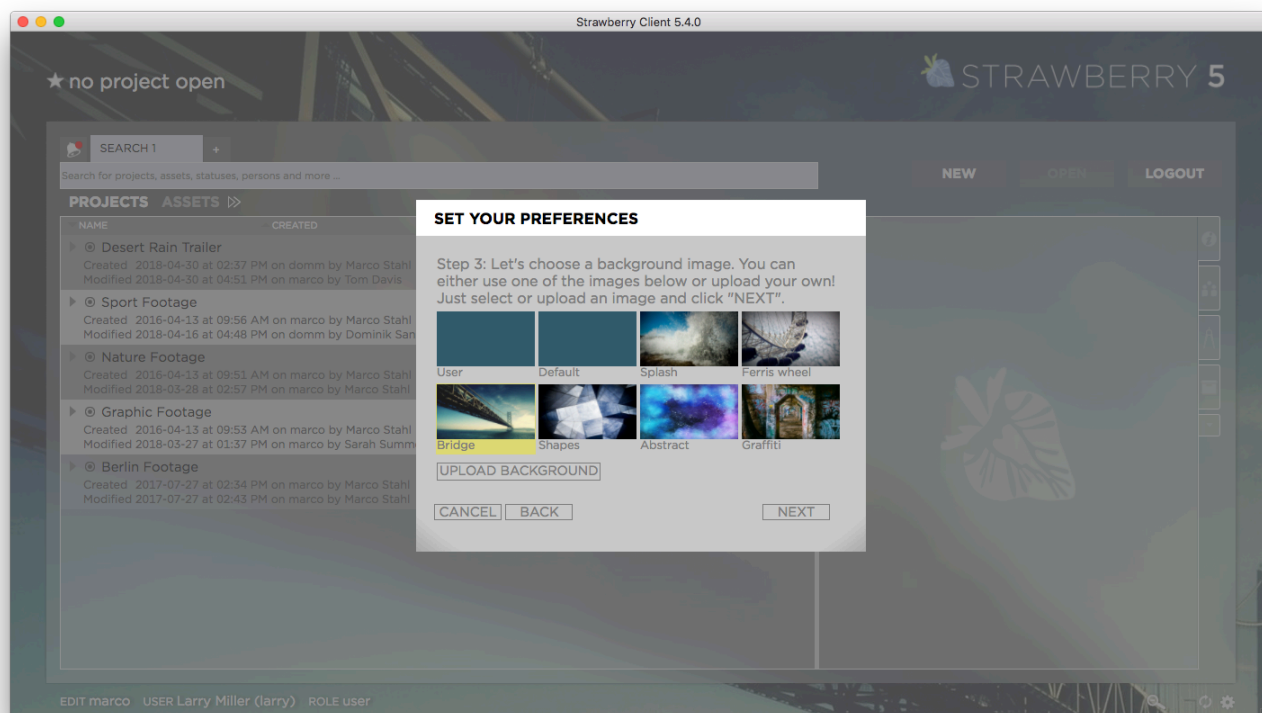 Strawberry Client 5.4.0
★ no project open
STRAWBERRY 5
SEARCH 1
+
Search for projects, assets, statuses, persons and more ...
NEW
OPEN
LOGOUT
PROJECTS ASSETS
NAME CREATED
Desert Rain Trailer
Created 2018-04-30 at 02:37 PM on domm by Marco Stahl
Modified 2018-04-30 at 04:51 PM on marco by Tom Davis
Sport Footage
Created 2016-04-13 at 09:56 AM on marco by Marco Stahl
Modified 2018-04-16 at 04:48 PM on domm by Dominik San
Nature Footage
Created 2016-04-13 at 09:51 AM on marco by Marco Stahl
Modified 2018-03-28 at 02:57 PM on marco by Marco Stahl
Graphic Footage
Created 2016-04-13 at 09:53 AM on marco by Marco Stahl
Modified 2018-03-27 at 01:37 PM on marco by Sarah Summ
Berlin Footage
Created 2017-07-27 at 02:34 PM on marco by Marco Stahl
Modified 2017-07-27 at 02:43 PM on marco by Marco Stahl
SET YOUR PREFERENCES
Step 3: Let's choose a background image. You can
either use one of the images below or upload your own!
Just select or upload an image and click "NEXT".
User Default Splash Ferris wheel
Bridge Shapes Abstract Graffiti
UPLOAD BACKGROUND
CANCEL BACK NEXT
EDIT marco USER Larry Miller (larry) ROLE user